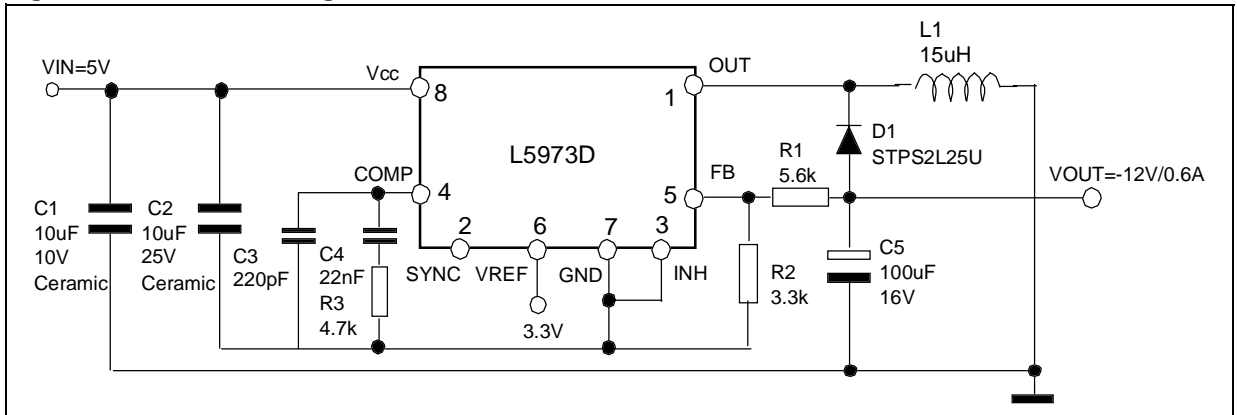 VIN=5V
Vcc
8
OUT
1
L1
15uH
L5973D
D1
STPS2L25U
COMP
4
FB
5
R1
5.6k
VOUT=-12V/0.6A
C1
10uF
10V
Ceramic
C2
10uF
25V
Ceramic
C3
220pF
C4
22nF
R3
4.7k
2
SYNC
6
VREF
3.3V
7
GND
3
INH
R2
3.3k
C5
100uF
16V